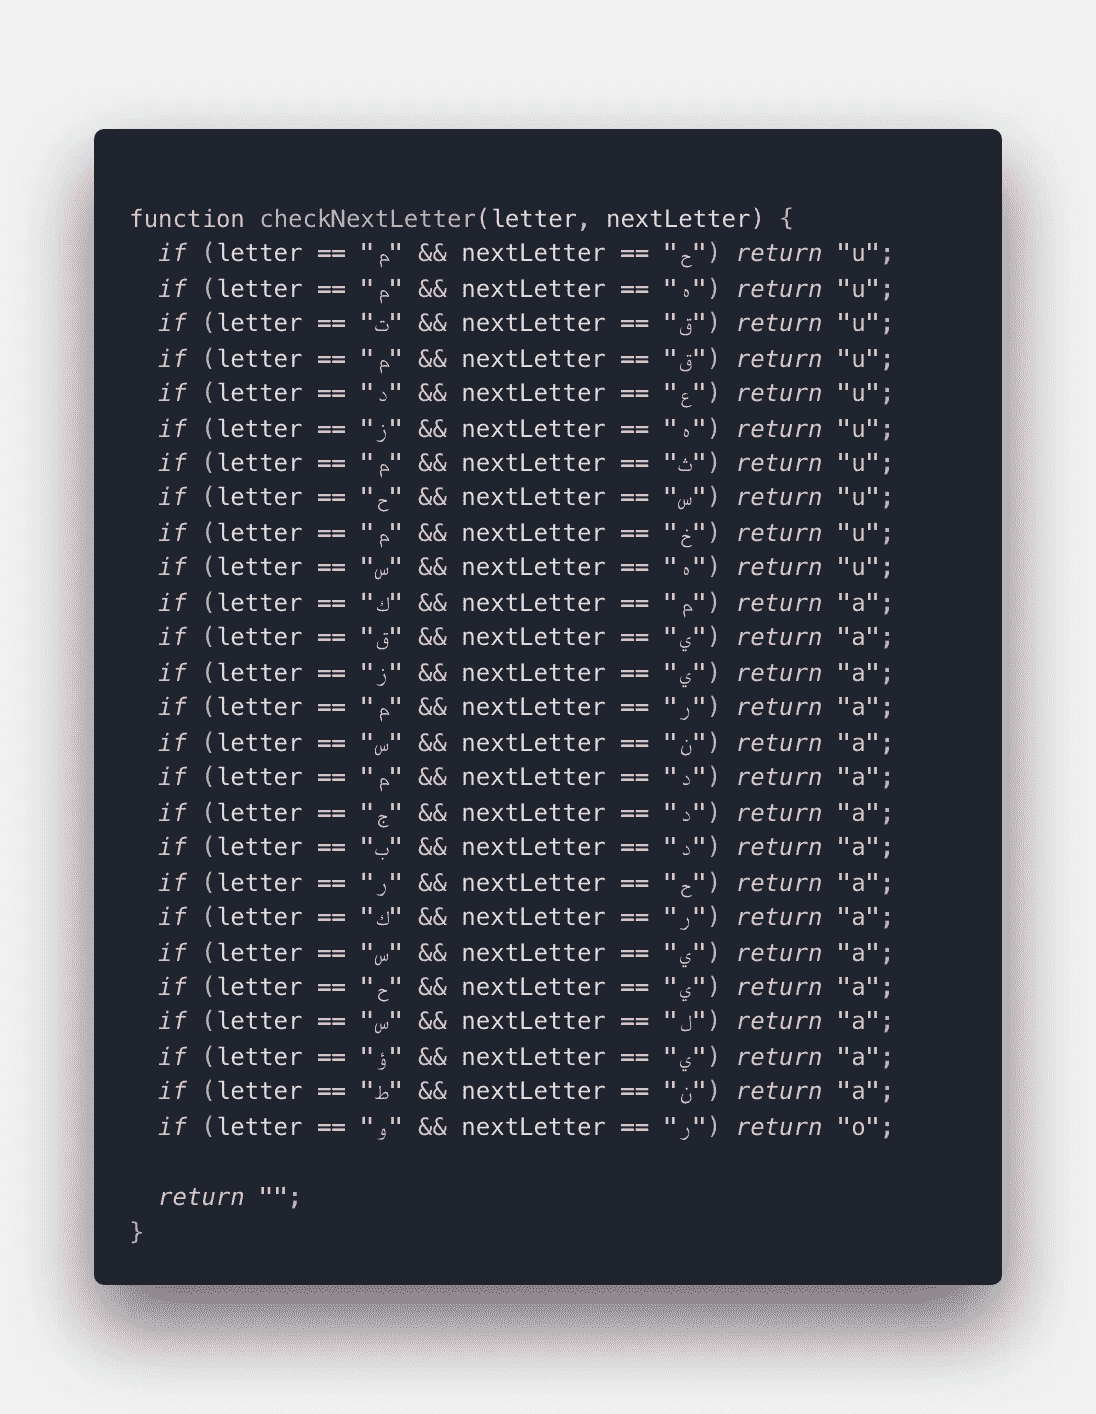 function checkNextLetter(letter, nextLetter) {
if (letter == "م" && nextLetter == "ح") return "u";
if (letter == "م" && nextLetter == "ه") return "u";
if (letter == "ت" && nextLetter == "ق") return "u";
if (letter == "م" && nextLetter == "ق") return "u";
if (letter == "د" && nextLetter == "ع") return "u";
if (letter == "ز" && nextLetter == "ه") return "u";
if (letter == "م" && nextLetter == "ث") return "u";
if (letter == "ح" && nextLetter == "س") return "u";
if (letter == "م" && nextLetter == "خ") return "u";
if (letter == "س" && nextLetter == "ه") return "u";
if (letter == "ك" && nextLetter == "م") return "a";
if (letter == "ق" && nextLetter == "ي") return "a";
if (letter == "ز" && nextLetter == "ي") return "a";
if (letter == "م" && nextLetter == "ر") return "a";
if (letter == "س" && nextLetter == "ن") return "a";
if (letter == "م" && nextLetter == "د") return "a";
if (letter == "ج" && nextLetter == "د") return "a";
if (letter == "ب" && nextLetter == "د") return "a";
if (letter == "ر" && nextLetter == "ح") return "a";
if (letter == "ك" && nextLetter == "ر") return "a";
if (letter == "س" && nextLetter == "ي") return "a";
if (letter == "ح" && nextLetter == "ي") return "a";
if (letter == "س" && nextLetter == "ل") return "a";
if (letter == "ؤ" && nextLetter == "ي") return "a";
if (letter == "ط" && nextLetter == "ن") return "a";
if (letter == "و" && nextLetter == "ر") return "o";
return "";
}